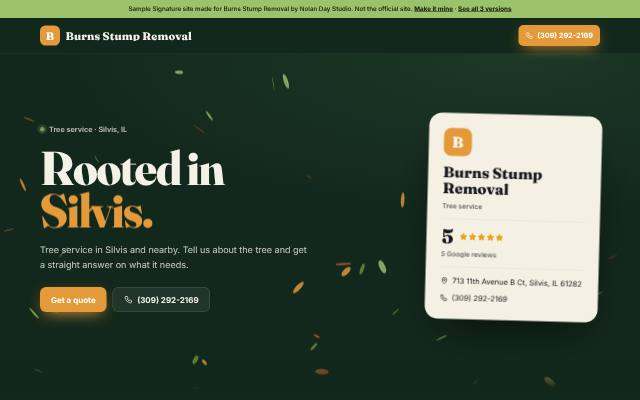 Sample Signature site made for Burns Stump Removal by Nolan Day Studio. Not the official site. Make it mine · See all 3 versions
B Burns Stump Removal
(309) 292-2169
Tree service · Silvis, IL
Rooted in
Silvis.
Tree service in Silvis and nearby. Tell us about the tree and get
a straight answer on what it needs.
Get a quote
(309) 292-2169
B
Burns Stump
Removal
Tree service
5
5 Google reviews
713 11th Avenue B Ct, Silvis, IL 61282
(309) 292-2169